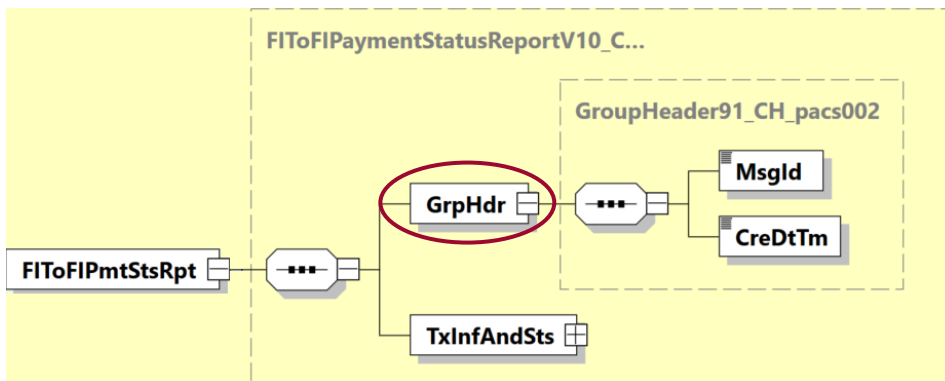 FIToFIPaymentStatusReportV10_C...
GroupHeader91_CH_pacs002
MsgId
GrpHdr
CreDtTm
FIToFIPmtStsRpt
TxInfAndSts